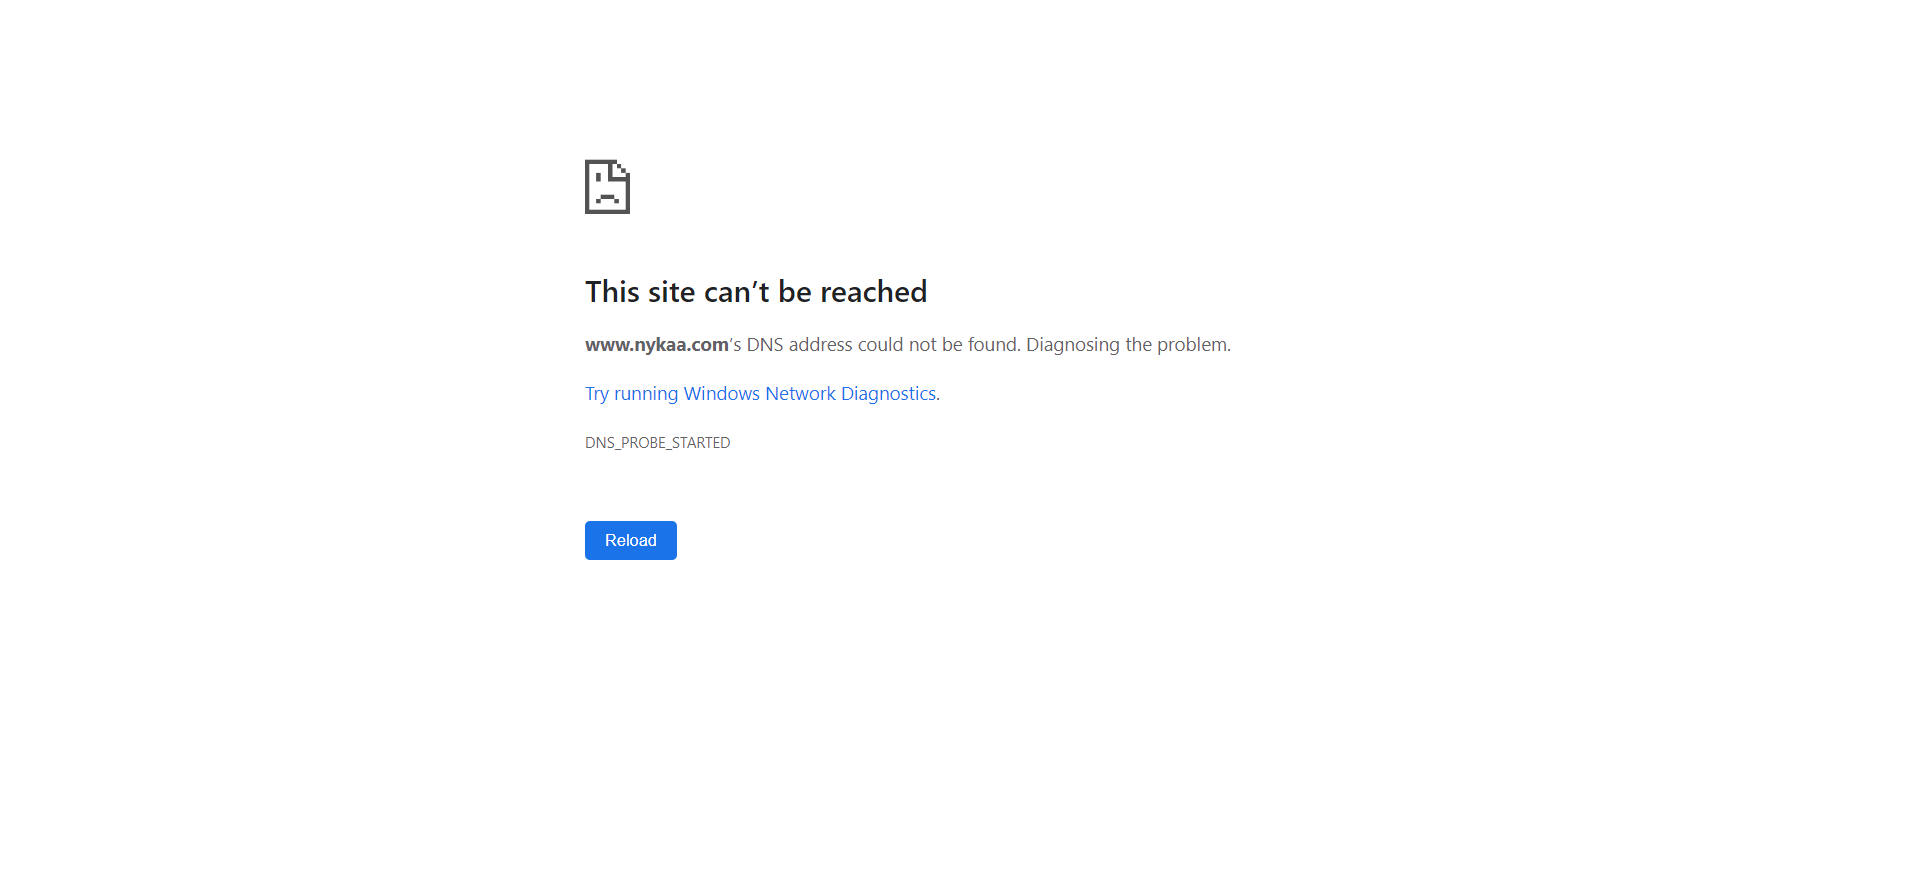 This site can’t be reached
www.nykaa.com’s DNS address could not be found. Diagnosing the problem.
Try running Windows Network Diagnostics.
DNS_PROBE_STARTED
Reload